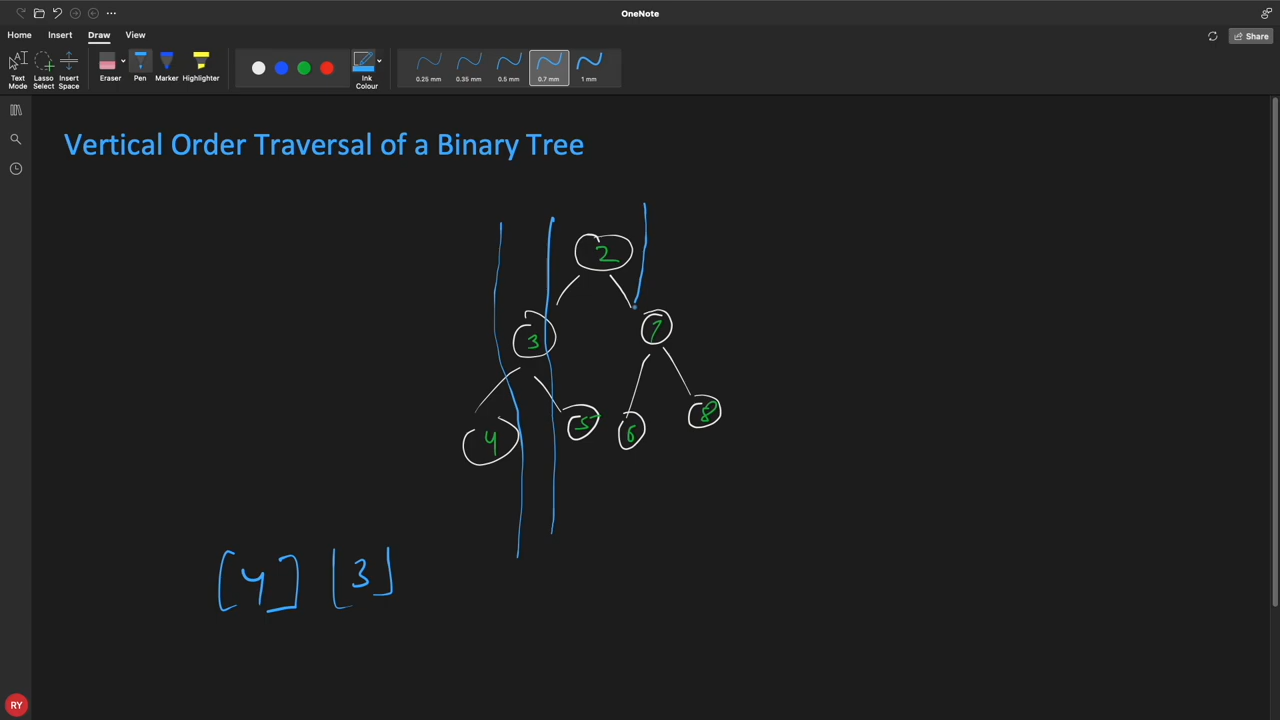 OneNote
Home Insert Draw View
Share
Text Mode
Lasso Select
Insert Space
Eraser
Pen
Marker
Highlighter
Ink Colour
0.25 mm
0.35 mm
0.5 mm
0.7 mm
1 mm
Vertical Order Traversal of a Binary Tree
2
3 7
4 5 6 8
[4] [3]
RY